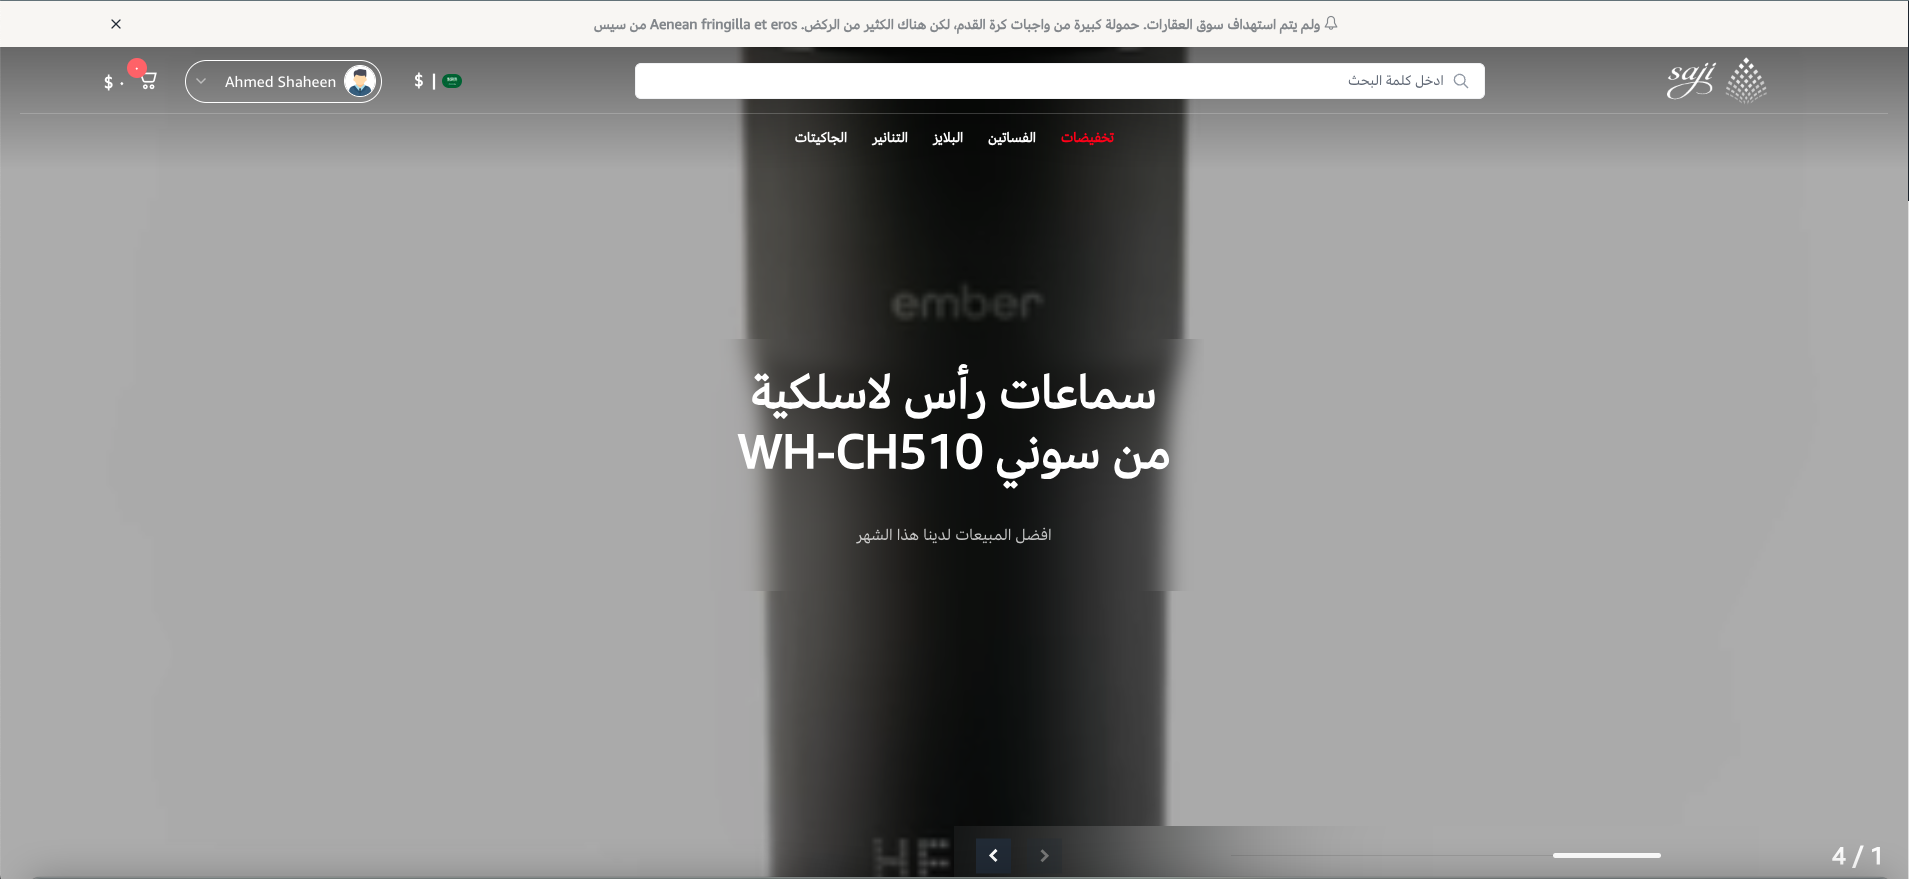 ولم يتم استهداف سوق العقارات. حمولة كبيرة من واجبات كرة القدم، لكن هناك الكثير من الركض. Aenean fringilla et eros من سيس
saji
ادخل كلمة البحث
$ |
Ahmed Shaheen
٠
٠ $
تخفيضات
الفساتين
البلايز
التنانير
الجاكيتات
ember
سماعات رأس لاسلكية
من سوني WH-CH510
افضل المبيعات لدينا هذا الشهر
4 / 1